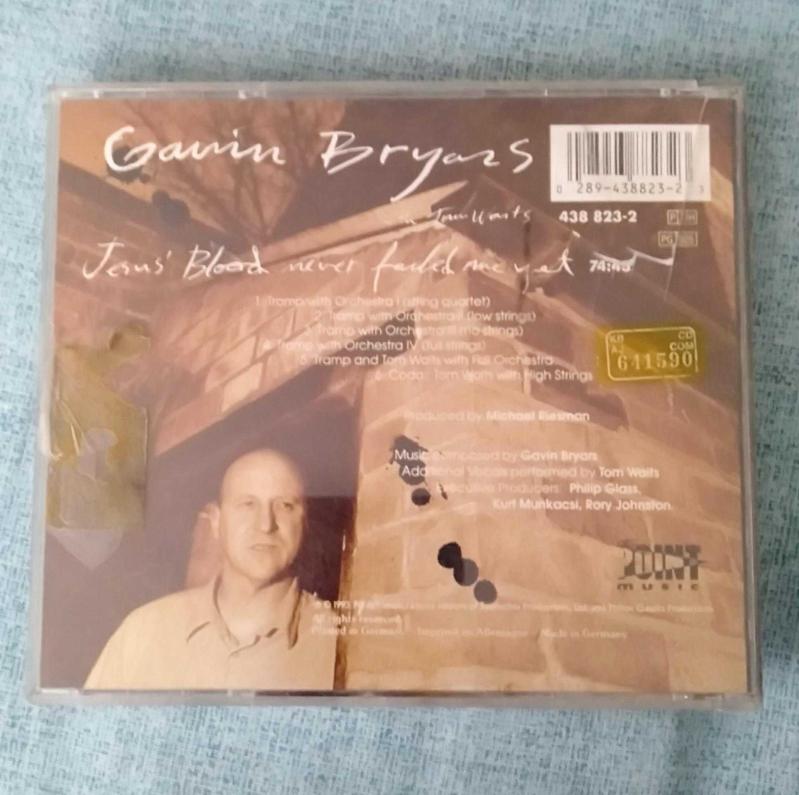 Gavin Bryars
0 289-438823-2 3
Tom Waits
438 823-2
Jesus' Blood never failed me yet
1. Tramp with Orchestra I (string quartet)
2. Tramp with Orchestra II (low strings)
3. Tramp with Orchestra III (no strings)
4. Tramp with Orchestra IV (full strings)
5. Tramp and Tom Waits with Full Orchestra
6. Coda: Tom Waits with High Strings
CD
COM
641590
Produced by Michael Riesman
Music composed by Gavin Bryars
Additional Vocals performed by Tom Waits
Executive Producers: Philip Glass,
Kurt Munkacsi, Rory Johnston.
POINT
MUSIC
All rights reserved
Printed in Germany Imprimé en Allemagne Made in Germany